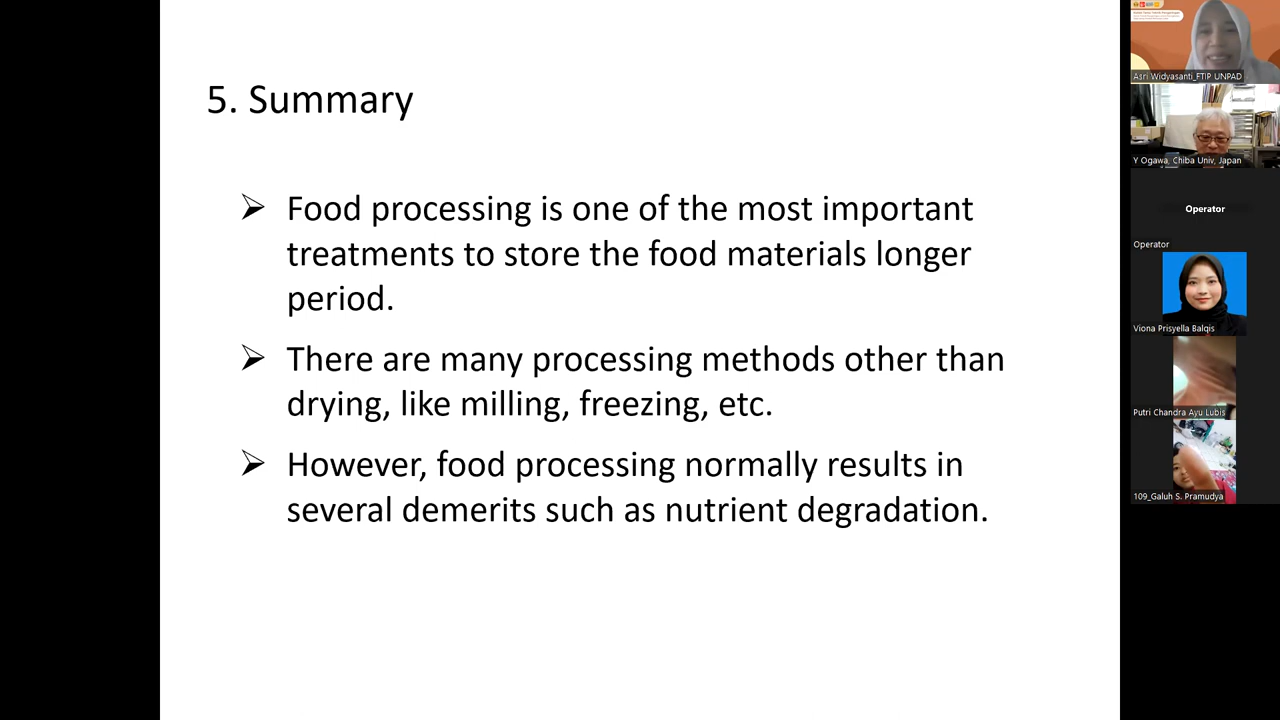 5. Summary
Food processing is one of the most important
treatments to store the food materials longer
period.
There are many processing methods other than
drying, like milling, freezing, etc.
However, food processing normally results in
several demerits such as nutrient degradation.
Asri Widyasanti_FTIP UNPAD
Y Ogawa, Chiba Univ, Japan
Operator
Operator
Viona Prisyella Balqis
Putri Chandra Ayu Lubis
109_Galuh S. Pramudya